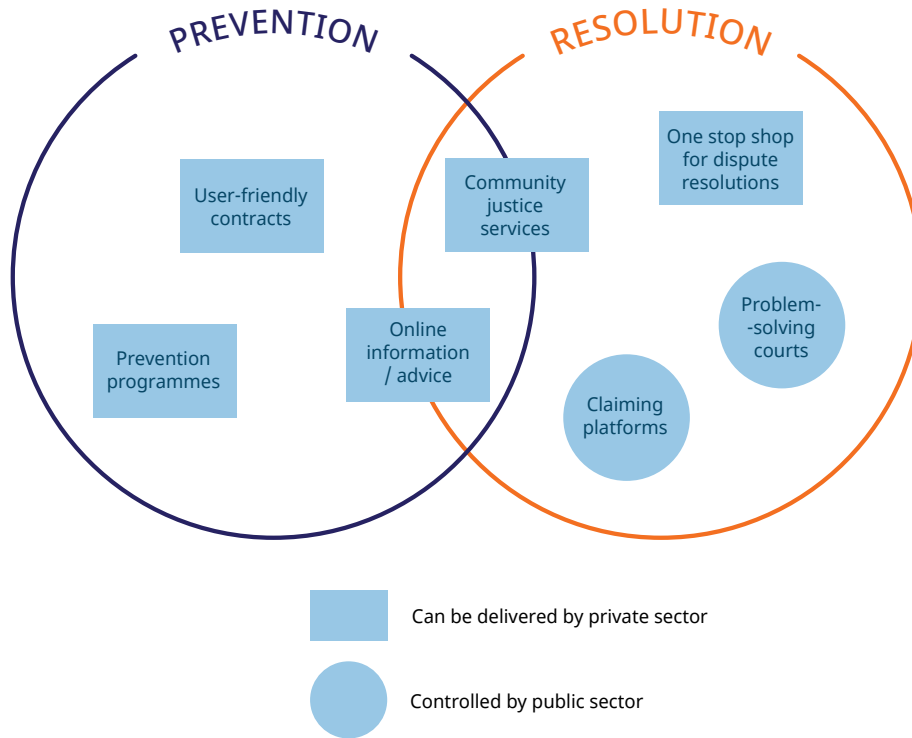 PREVENTION
RESOLUTION
User-friendly
contracts
Prevention
programmes
Community
justice
services
Online
information
/ advice
One stop shop
for dispute
resolutions
Problem-
-solving
courts
Claiming
platforms
Can be delivered by private sector
Controlled by public sector